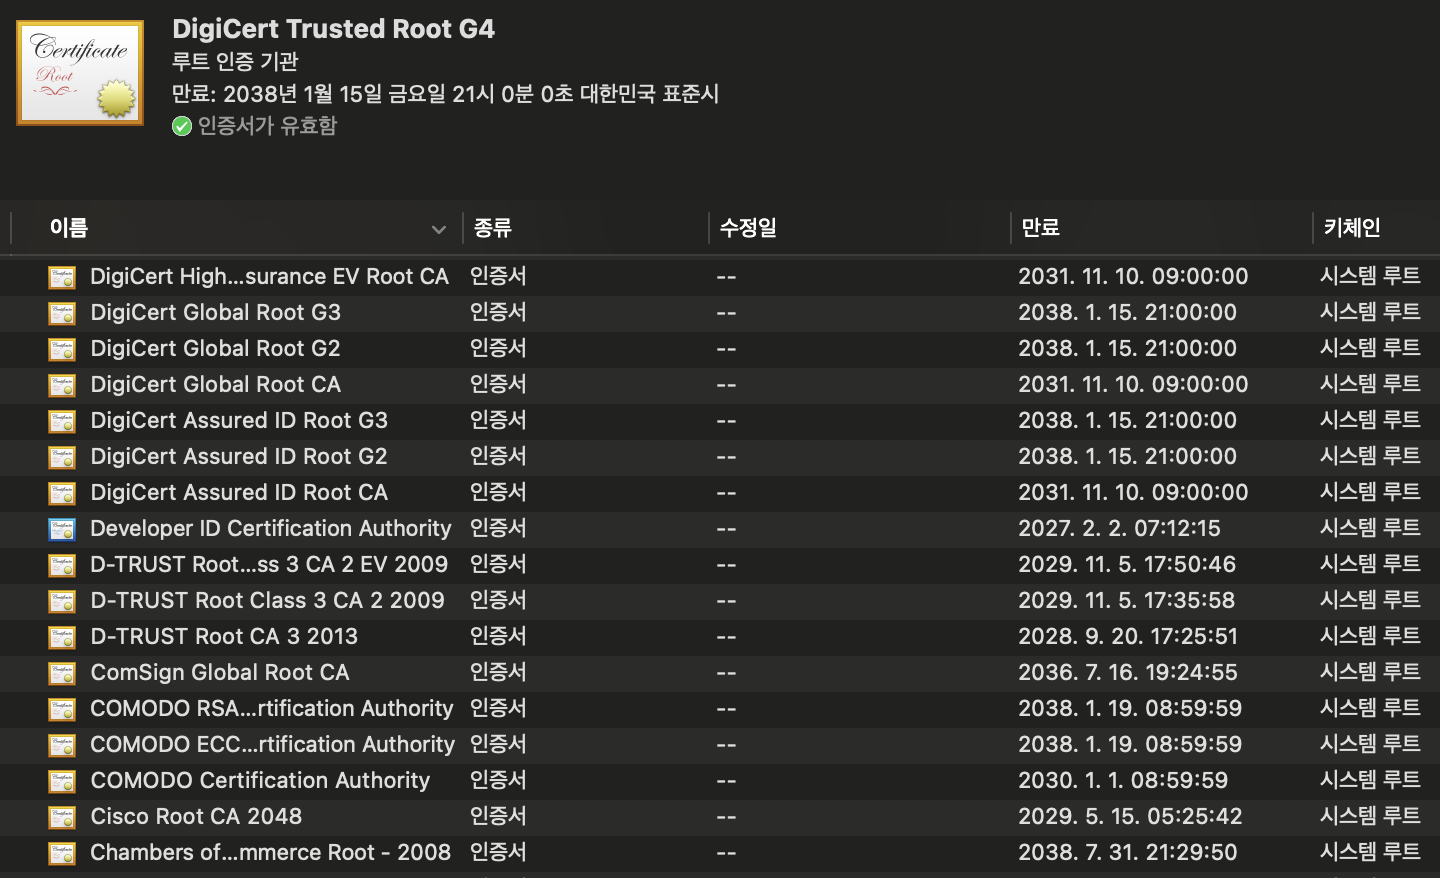 Certificate
Root
DigiCert Trusted Root G4
루트 인증 기관
만료: 2038년 1월 15일 금요일 21시 0분 0초 대한민국 표준시
인증서가 유효함
이름 종류 수정일 만료 키체인
DigiCert High...surance EV Root CA 인증서 -- 2031. 11. 10. 09:00:00 시스템 루트
DigiCert Global Root G3 인증서 -- 2038. 1. 15. 21:00:00 시스템 루트
DigiCert Global Root G2 인증서 -- 2038. 1. 15. 21:00:00 시스템 루트
DigiCert Global Root CA 인증서 -- 2031. 11. 10. 09:00:00 시스템 루트
DigiCert Assured ID Root G3 인증서 -- 2038. 1. 15. 21:00:00 시스템 루트
DigiCert Assured ID Root G2 인증서 -- 2038. 1. 15. 21:00:00 시스템 루트
DigiCert Assured ID Root CA 인증서 -- 2031. 11. 10. 09:00:00 시스템 루트
Developer ID Certification Authority 인증서 -- 2027. 2. 2. 07:12:15 시스템 루트
D-TRUST Root...ss 3 CA 2 EV 2009 인증서 -- 2029. 11. 5. 17:50:46 시스템 루트
D-TRUST Root Class 3 CA 2 2009 인증서 -- 2029. 11. 5. 17:35:58 시스템 루트
D-TRUST Root CA 3 2013 인증서 -- 2028. 9. 20. 17:25:51 시스템 루트
ComSign Global Root CA 인증서 -- 2036. 7. 16. 19:24:55 시스템 루트
COMODO RSA...rtification Authority 인증서 -- 2038. 1. 19. 08:59:59 시스템 루트
COMODO ECC...rtification Authority 인증서 -- 2038. 1. 19. 08:59:59 시스템 루트
COMODO Certification Authority 인증서 -- 2030. 1. 1. 08:59:59 시스템 루트
Cisco Root CA 2048 인증서 -- 2029. 5. 15. 05:25:42 시스템 루트
Chambers of...mmerce Root - 2008 인증서 -- 2038. 7. 31. 21:29:50 시스템 루트